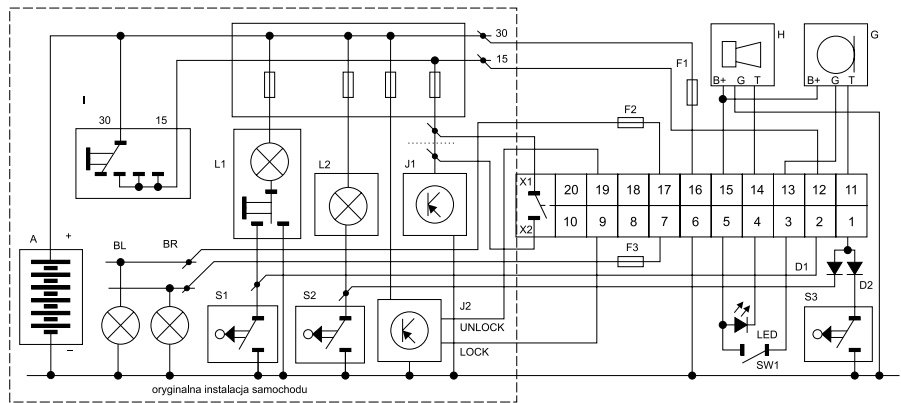 30
15
H
G
F1
B+ G T
B+ G T
I
30
15
F2
L1
L2
J1
X1
20 19 18 17 16 15 14 13 12 11
10 9 8 7 6 5 4 3 2 1
X2
A
+
BL
BR
F3
D1
D2
S1
S2
S3
J2
UNLOCK
LOCK
LED
SW1
–
oryginalna instalacja samochodu